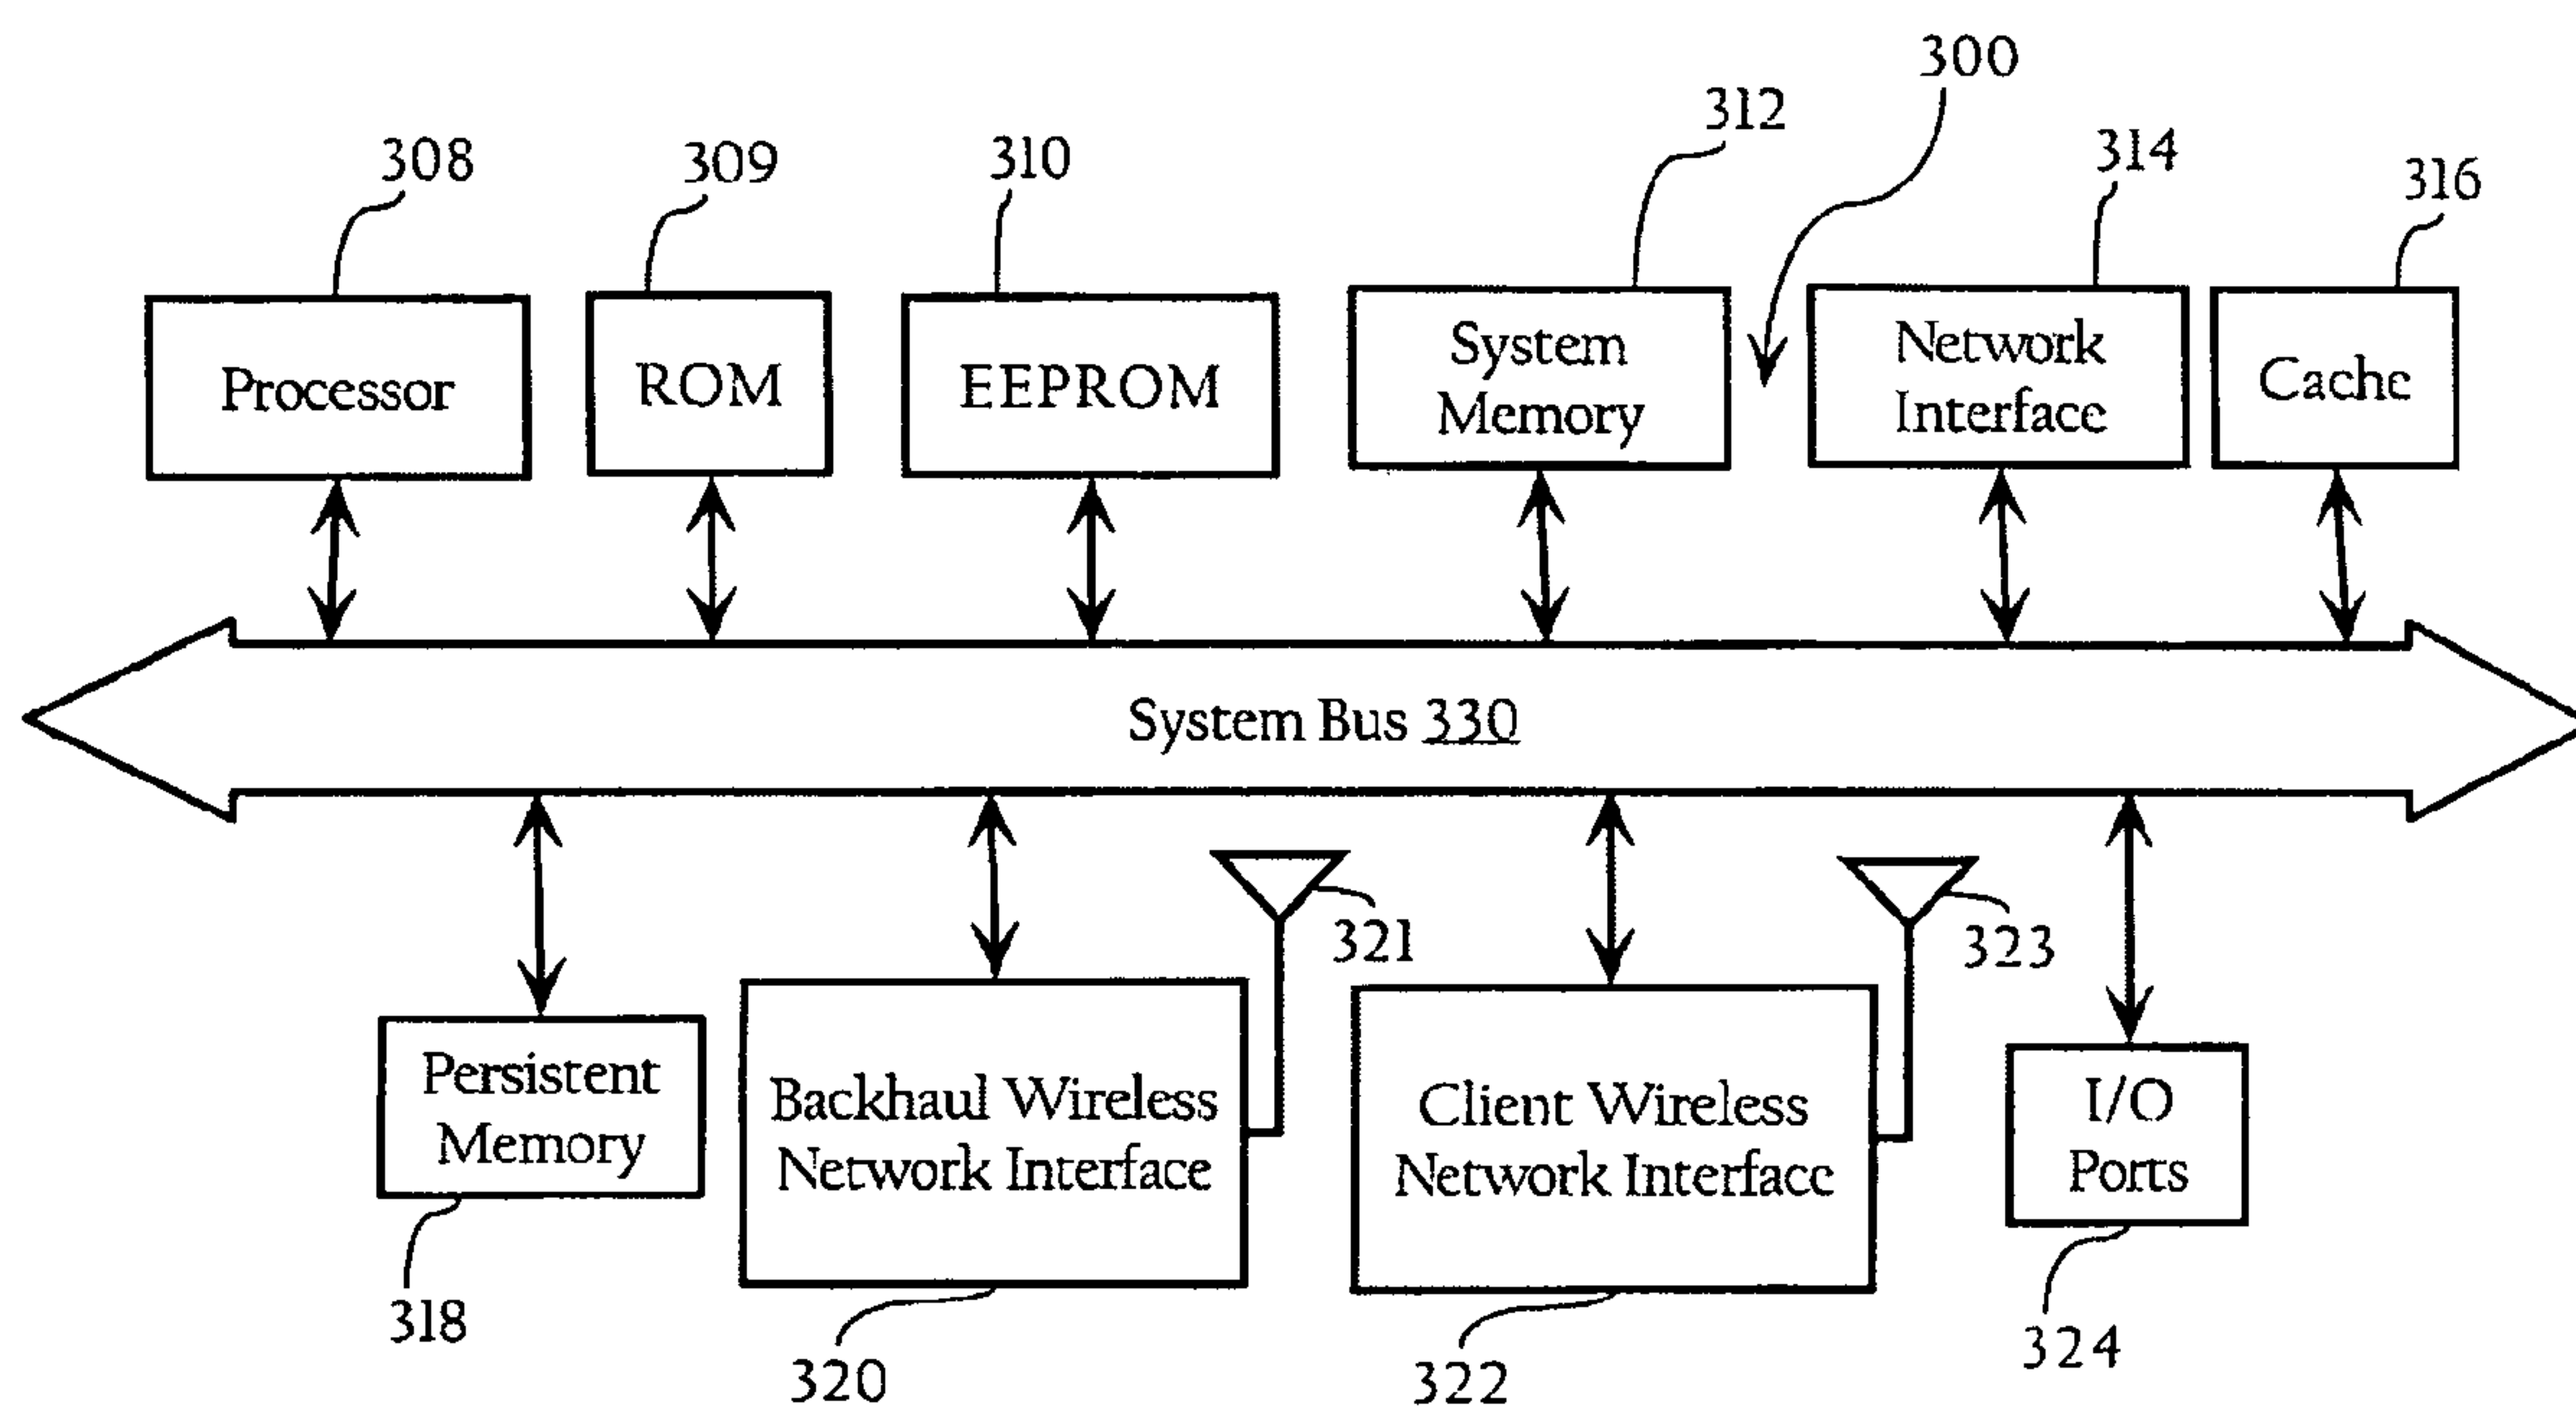 300
312
308
309
310
314
316
Processor
ROM
EEPROM
System
Memory
Network
Interface
Cache
System Bus 330
321
323
Persistent
Memory
Backhaul Wireless
Network Interface
Client Wireless
Network Interface
I/O
Ports
318
320
322
324